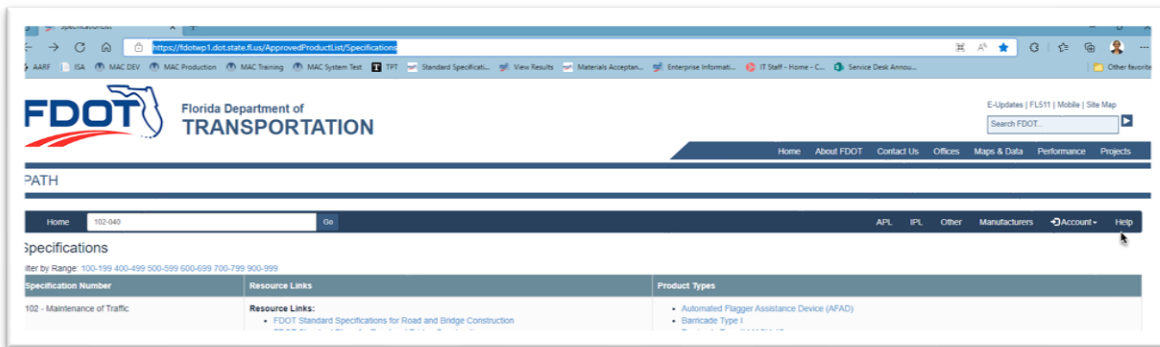 https://fdotwp1.dot.state.fl.us/ApprovedProductList/Specifications
AARF ISA MAC DEV MAC Production MAC Training MAC System Test TFT Standard Specificati... View Results Materials Acceptan... Enterprise Informati... IT Staff - Home - C... Service Desk Annou... Other favorite
FDOT
Florida Department of
TRANSPORTATION
E-Updates | FL511 | Mobile | Site Map
Search FDOT...
Home About FDOT Contact Us Offices Maps & Data Performance Projects
PATH
Home 102-040 Go APL IPL Other Manufacturers Account Help
Specifications
ilter by Range: 100-199 400-499 500-599 600-699 700-799 900-999
Specification Number Resource Links Product Types
102 - Maintenance of Traffic Resource Links: • Automated Flagger Assistance Device (AFAD)
• FDOT Standard Specifications for Road and Bridge Construction • Barricade Type I